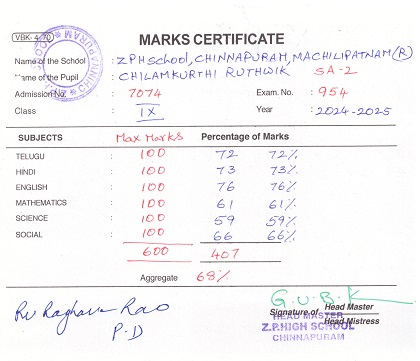 VBK- 4-70
MARKS CERTIFICATE
Name of the School : Z.P.H School, CHINNAPURAM, MACHILIPATNAM (R)
Name of the Pupil : CHILAMKURTHI RUTHWIK SA-2
Admission No. : 7074 Exam. No. : 954
Class : IX Year : 2024-2025
SUBJECTS Max Marks Percentage of Marks
TELUGU : 100 72 72%
HINDI : 100 73 73%
ENGLISH : 100 76 76%
MATHEMATICS : 100 61 61%
SCIENCE : 100 59 59%
SOCIAL : 100 66 66%
600 407
Aggregate 68%
Rv Raghava Rao
P-D
G.U.B.K
Signature of Head Master
Head Mistress
HEAD MASTER
Z.P.HIGH SCHOOL
CHINNAPURAM